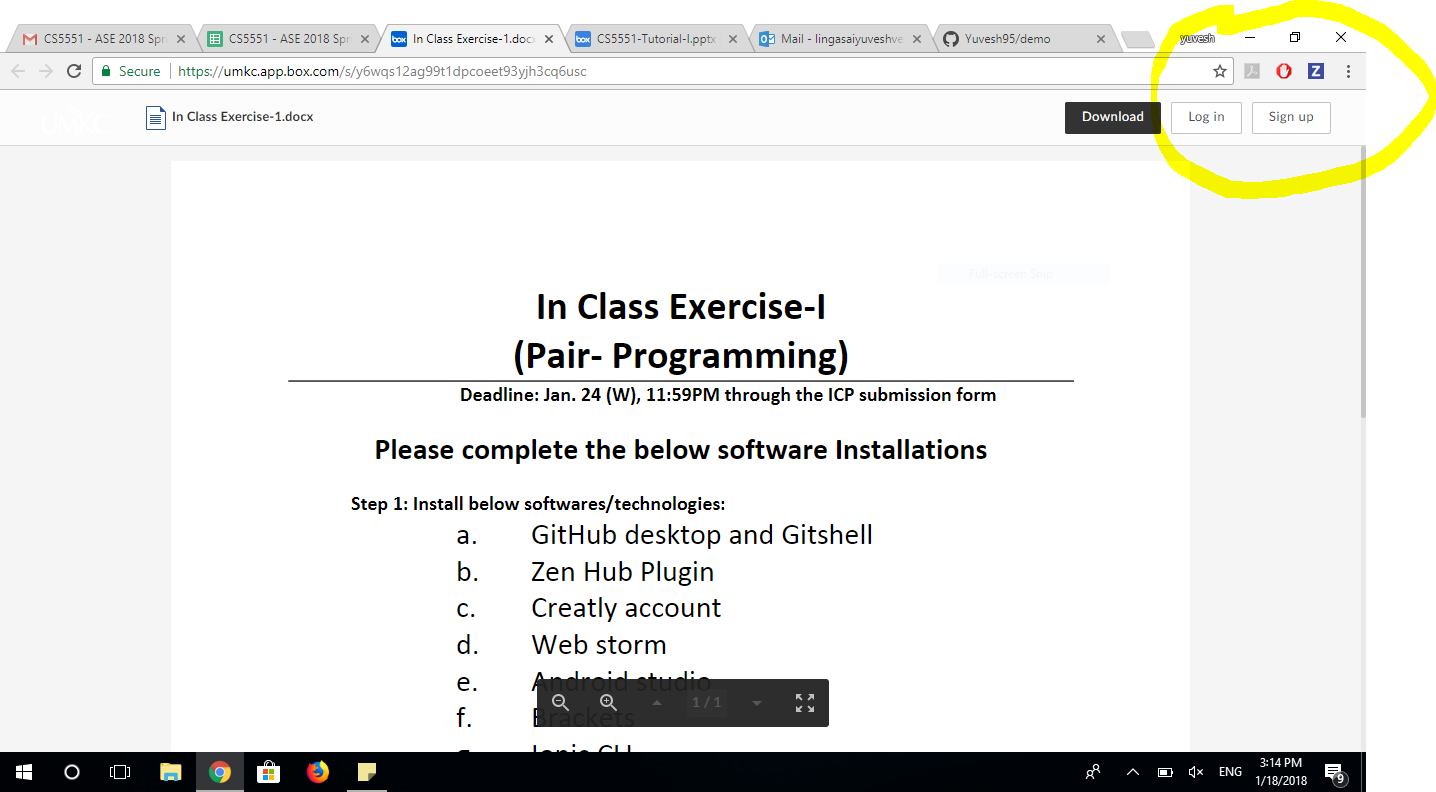 CS5551 - ASE 2018 Spri
CS5551 - ASE 2018 Spr
In Class Exercise-1.doc
CS5551-Tutorial-I.pptx
Mail - lingasaiyuveshve
Yuvesh95/demo
yuvesh
Secure
https://umkc.app.box.com/s/y6wqs12ag99t1dpcoeet93yjh3cq6usc
UMKC
In Class Exercise-1.docx
Download
Log in
Sign up
Full-screen Snip
In Class Exercise-I
(Pair- Programming)
Deadline: Jan. 24 (W), 11:59PM through the ICP submission form
Please complete the below software Installations
Step 1: Install below softwares/technologies:
a. GitHub desktop and Gitshell
b. Zen Hub Plugin
c. Creatly account
d. Web storm
e. Android studio
1 / 1
f. Brackets
ENG
3:14 PM
1/18/2018
9